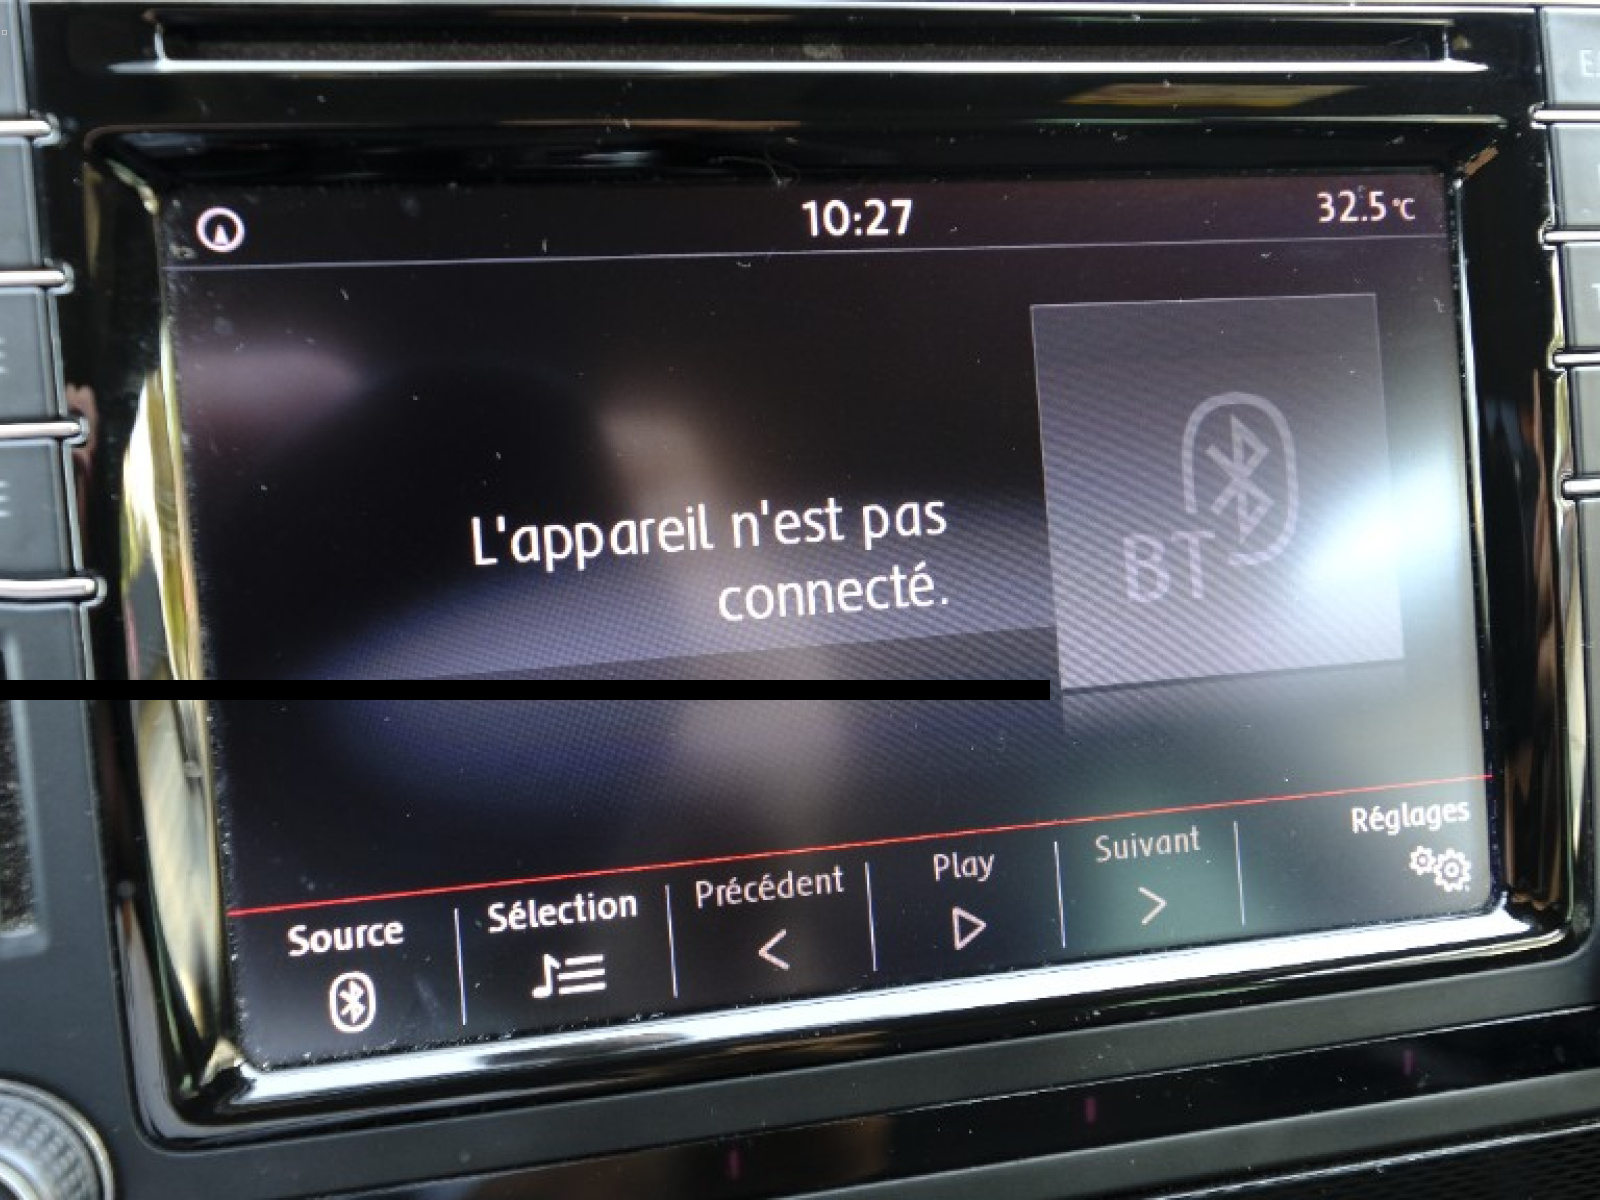 10:27
32.5 °C
L'appareil n'est pas
connecté.
BT
Source
Sélection
Précédent
Play
Suivant
Réglages